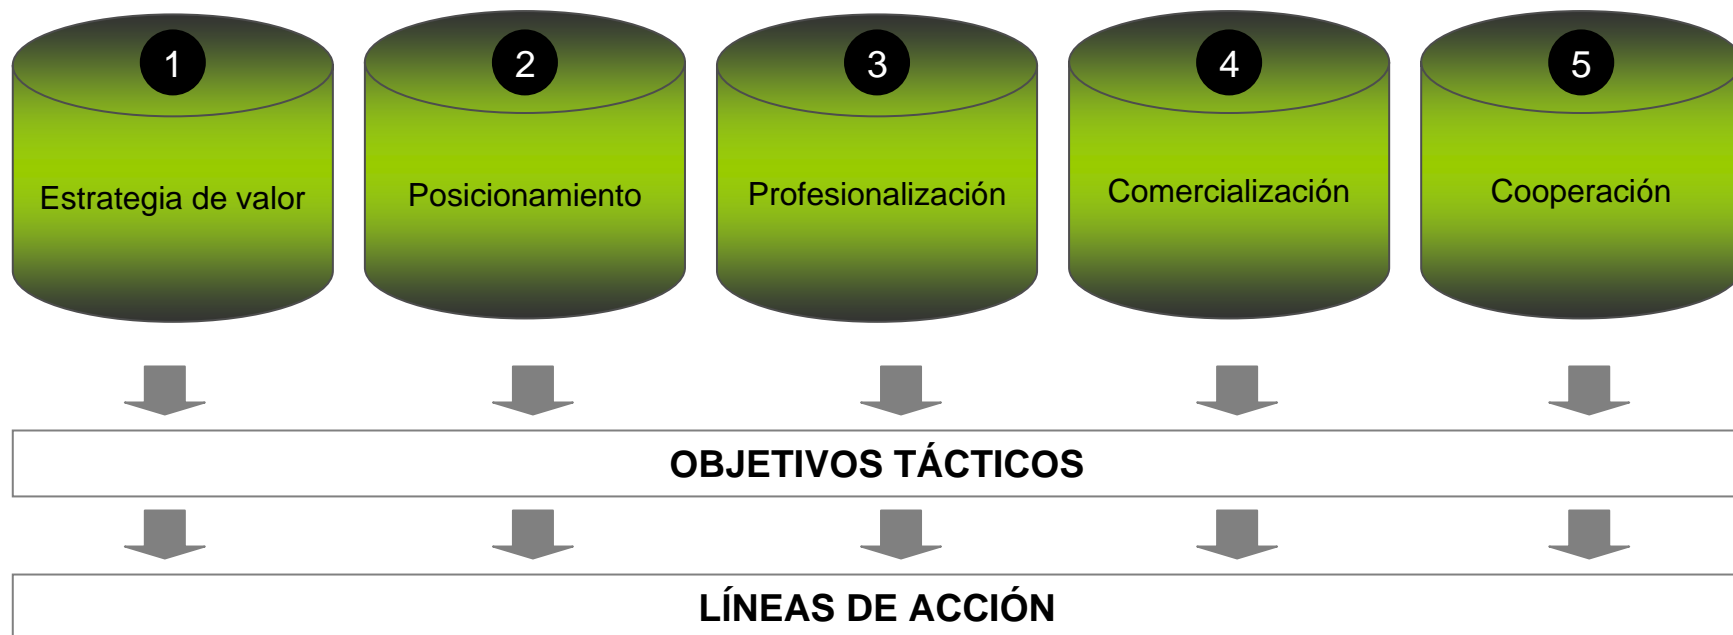 1
2
3
4
5
Estrategia de valor
Posicionamiento
Profesionalización
Comercialización
Cooperación
OBJETIVOS TÁCTICOS
LÍNEAS DE ACCIÓN